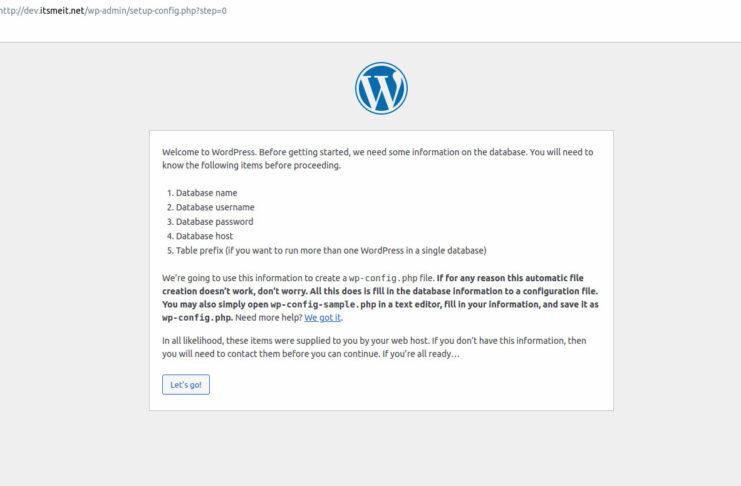 http://dev.itsmeit.net/wp-admin/setup-config.php?step=0
Welcome to WordPress. Before getting started, we need some information on the database. You will need to
know the following items before proceeding.
1. Database name
2. Database username
3. Database password
4. Database host
5. Table prefix (if you want to run more than one WordPress in a single database)
We’re going to use this information to create a wp-config.php file. If for any reason this automatic file
creation doesn’t work, don’t worry. All this does is fill in the database information to a configuration file.
You may also simply open wp-config-sample.php in a text editor, fill in your information, and save it as
wp-config.php. Need more help? We got it.
In all likelihood, these items were supplied to you by your web host. If you don’t have this information, then
you will need to contact them before you can continue. If you’re all ready…
Let’s go!